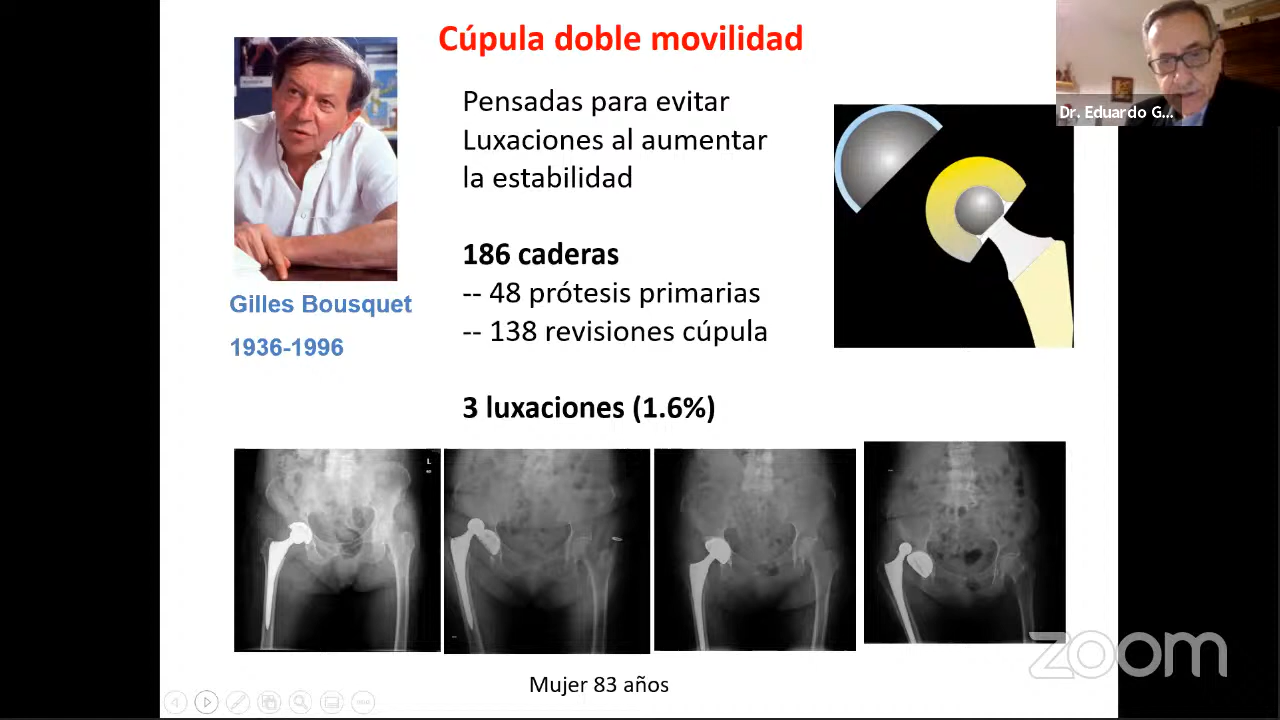 Cúpula doble movilidad
Dr. Eduardo G...
Pensadas para evitar
Luxaciones al aumentar
la estabilidad
186 caderas
-- 48 prótesis primarias
-- 138 revisiones cúpula
3 luxaciones (1.6%)
Gilles Bousquet
1936-1996
L
Mujer 83 años
zoom